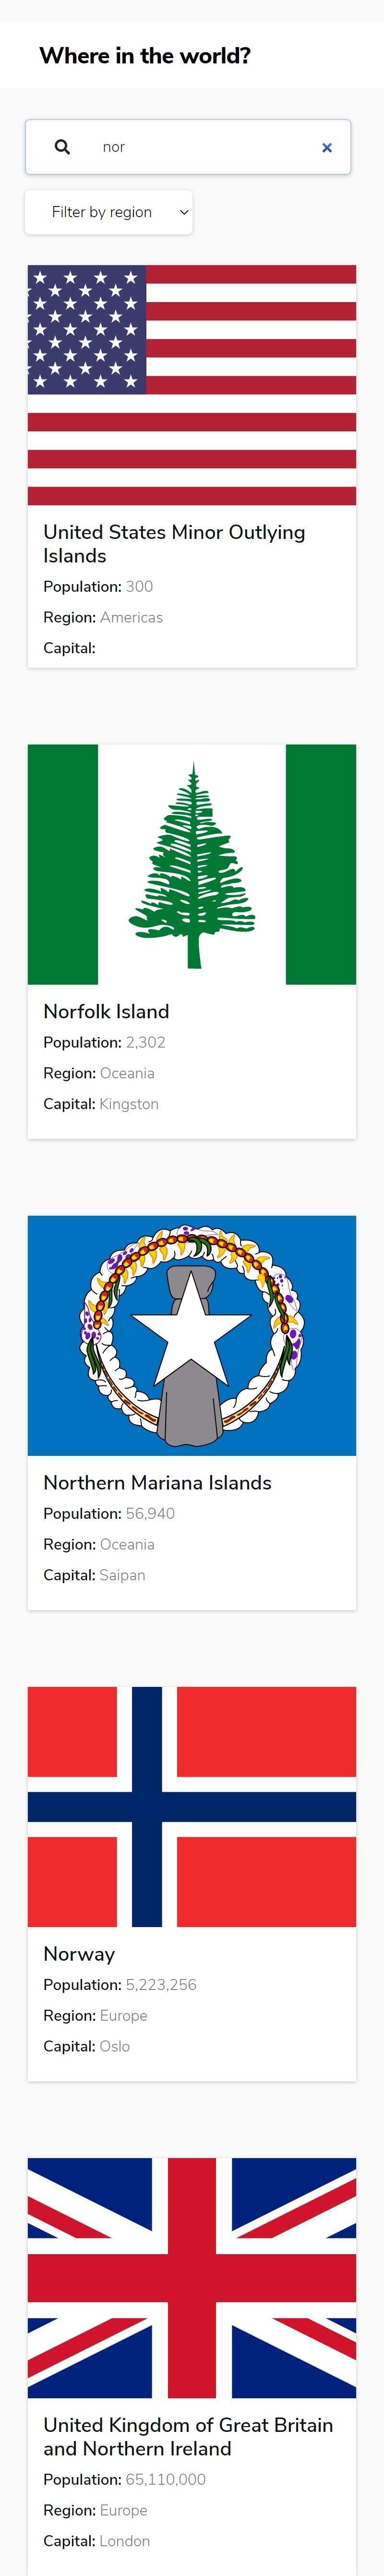 Where in the world?
nor
Filter by region
United States Minor Outlying
Islands
Population: 300
Region: Americas
Capital:
Norfolk Island
Population: 2,302
Region: Oceania
Capital: Kingston
Northern Mariana Islands
Population: 56,940
Region: Oceania
Capital: Saipan
Norway
Population: 5,223,256
Region: Europe
Capital: Oslo
United Kingdom of Great Britain
and Northern Ireland
Population: 65,110,000
Region: Europe
Capital: London